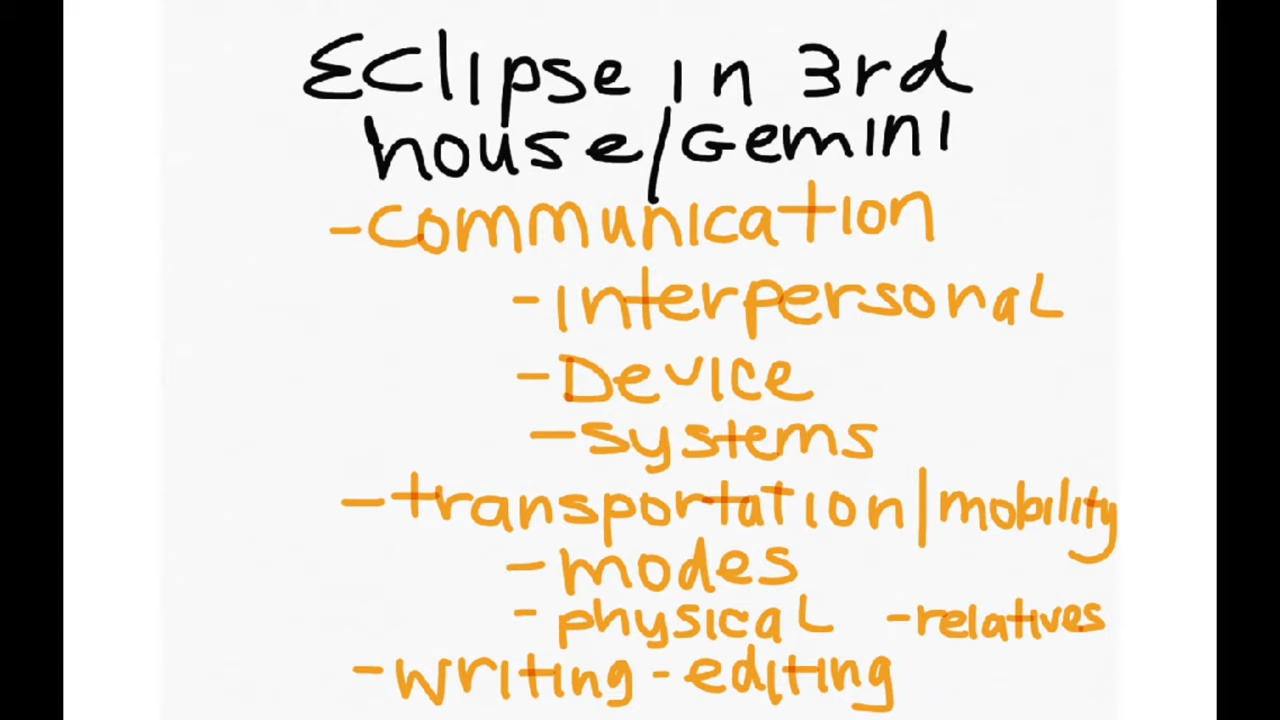 Eclipse in 3rd
house/Gemini
-communication
-Interpersonal
-Device
-systems
-transportation/mobility
-modes
-physical -relatives
-writing -editing